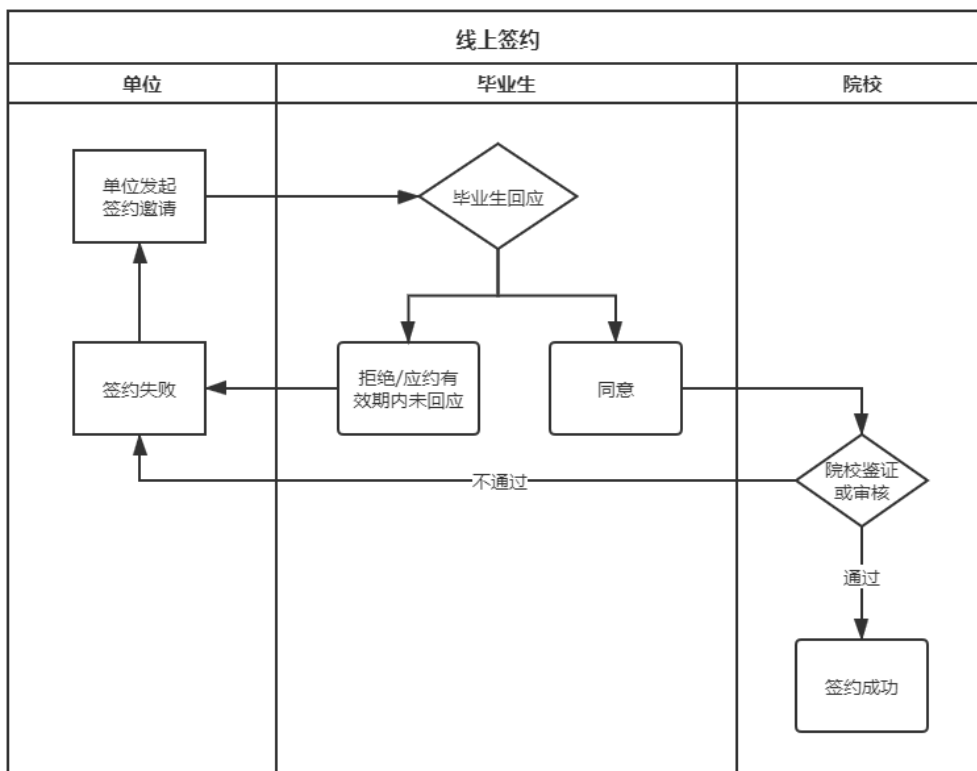 线上签约
单位
毕业生
院校
单位发起
签约邀请
毕业生回应
签约失败
拒绝/应约有
效期内未回应
同意
院校鉴证
或审核
不通过
通过
签约成功